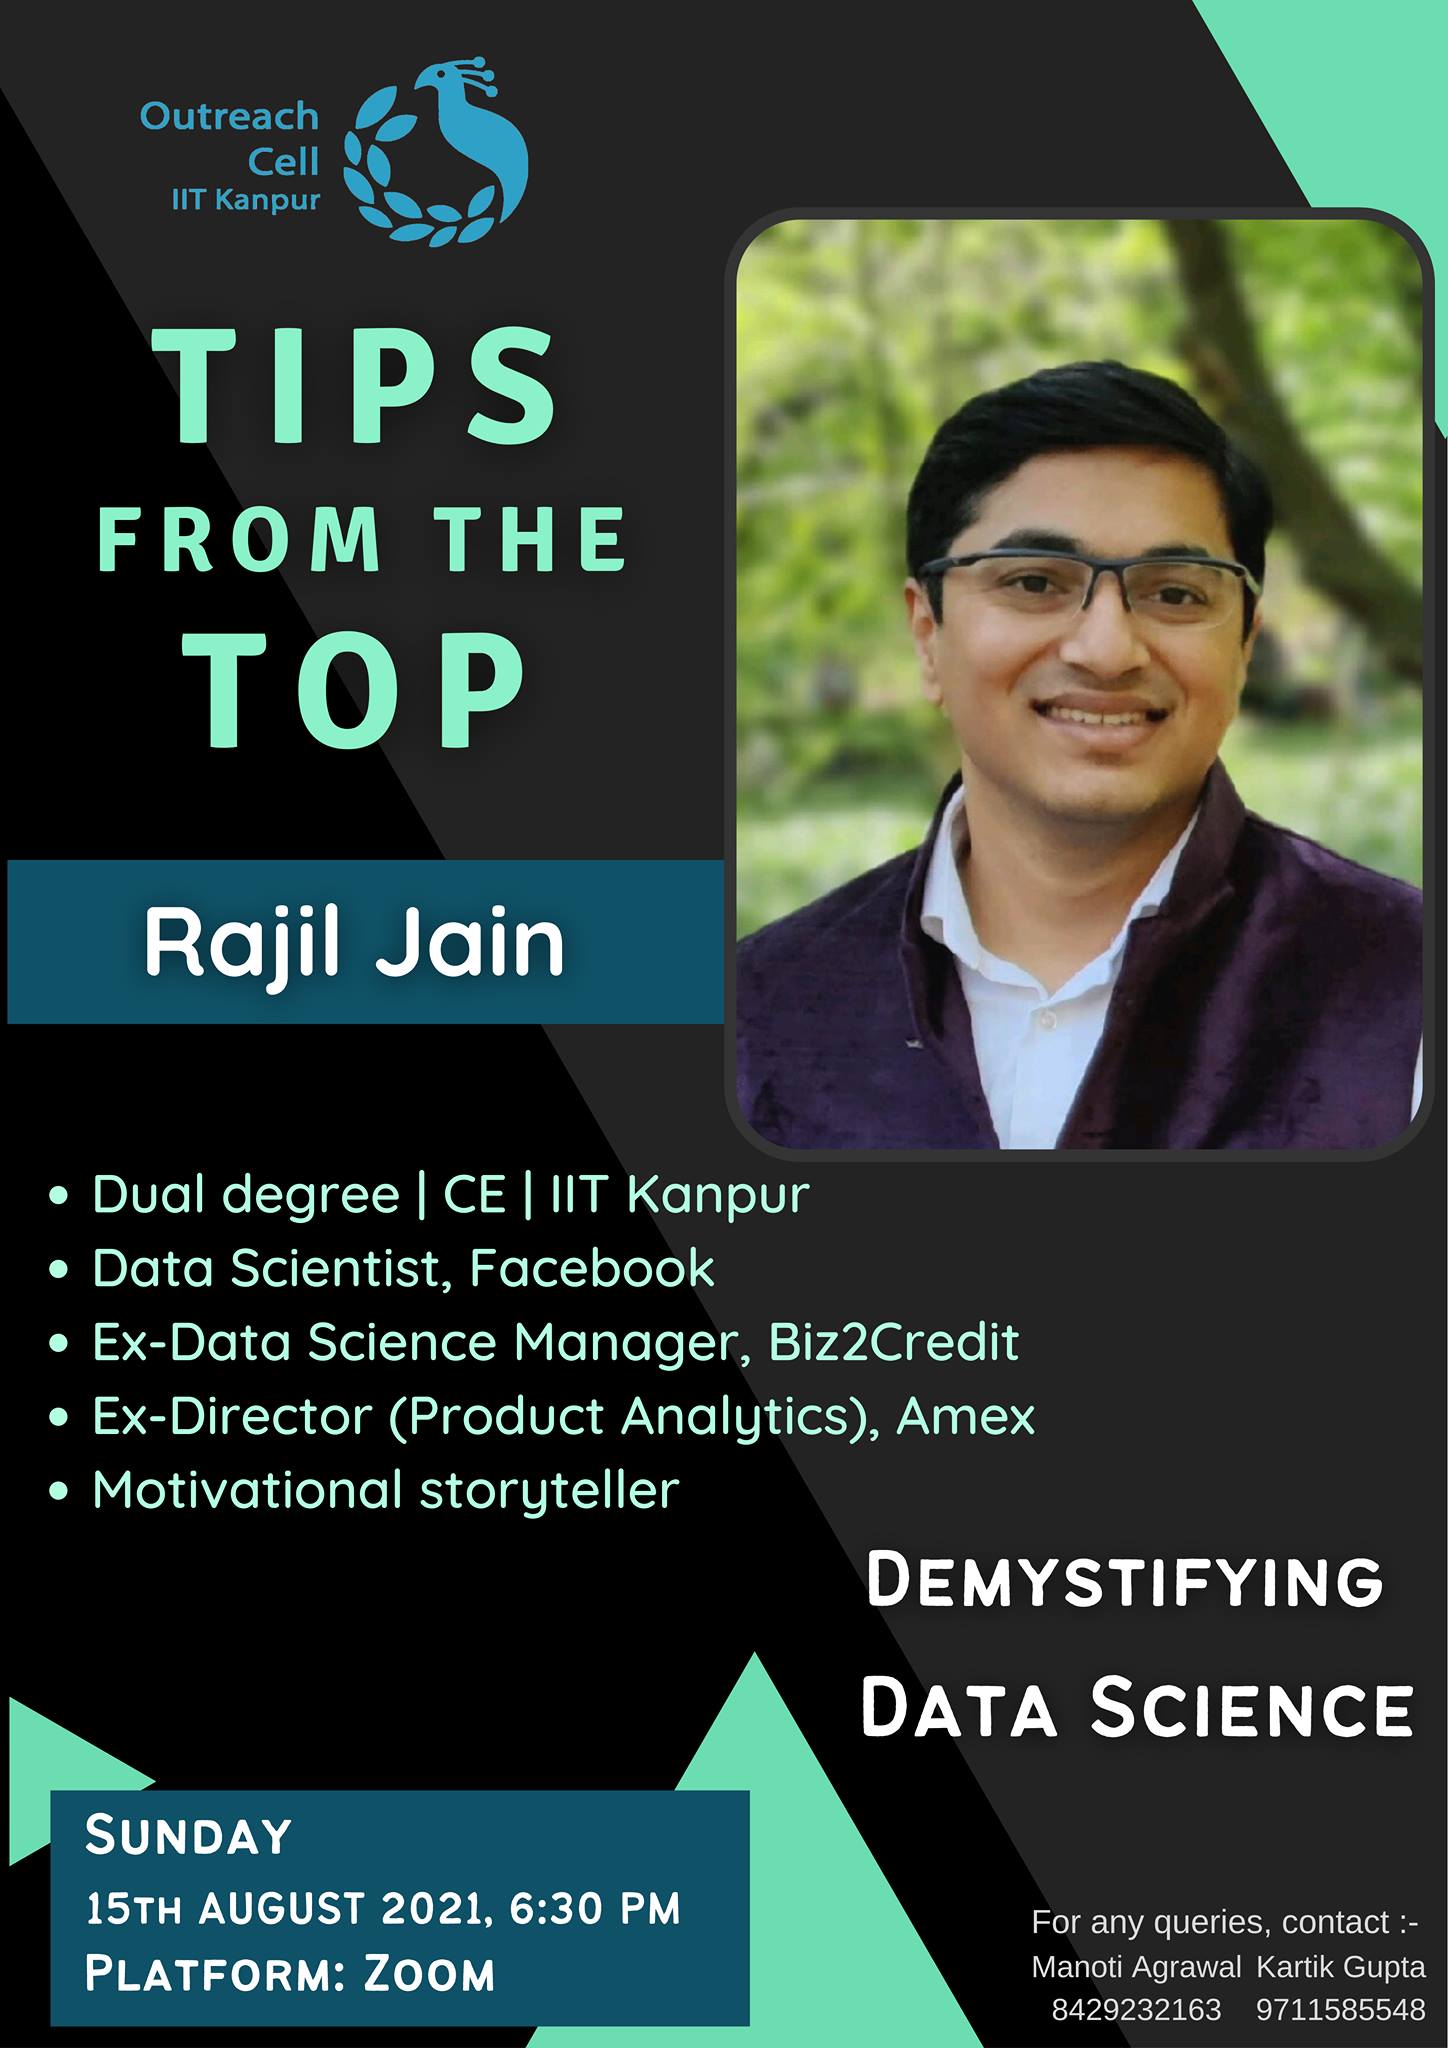 Outreach
Cell
IIT Kanpur
TIPS
FROM THE
TOP
Rajil Jain
• Dual degree | CE | IIT Kanpur
• Data Scientist, Facebook
• Ex-Data Science Manager, Biz2Credit
• Ex-Director (Product Analytics), Amex
• Motivational storyteller
Demystifying
Data Science
Sunday
15th AUGUST 2021, 6:30 PM
Platform: Zoom
For any queries, contact :-
Manoti Agrawal Kartik Gupta
8429232163 9711585548